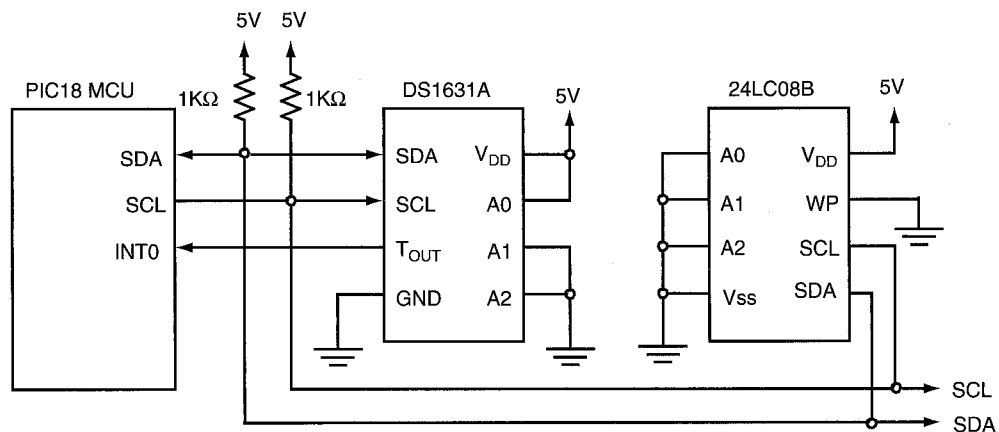 5V 5V
PIC18 MCU
1KΩ 1KΩ
DS1631A
5V
24LC08B
5V
SDA
SCL
INT0
SDA
SCL
TOUT
GND
VDD
A0
A1
A2
A0
A1
A2
Vss
VDD
WP
SCL
SDA
SCL
SDA